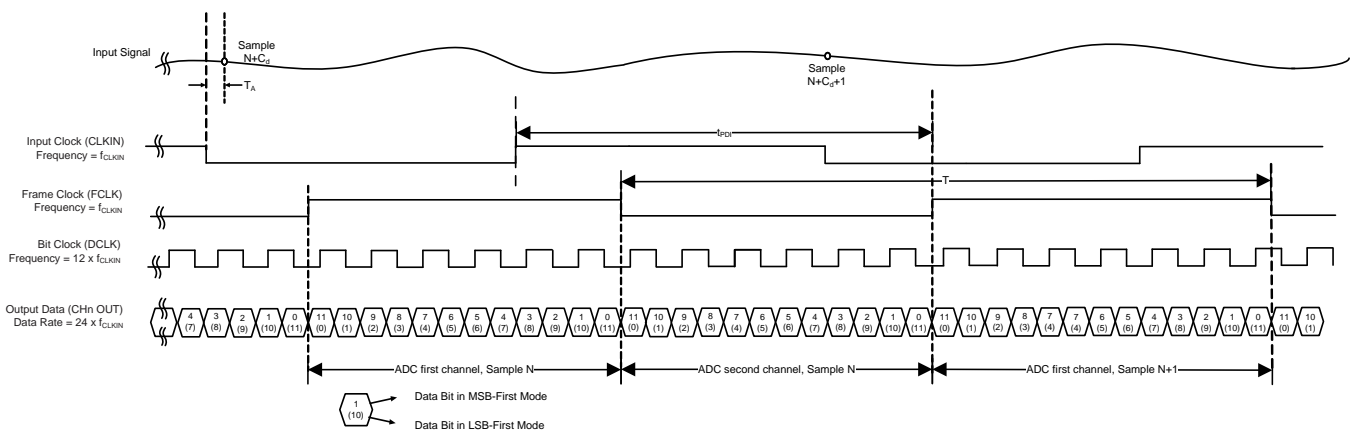 Input Signal
Sample
N+Cd
TA
Sample
N+Cd+1
tPDI
Input Clock (CLKIN)
Frequency = fCLKIN
T
Frame Clock (FCLK)
Frequency = fCLKIN
Bit Clock (DCLK)
Frequency = 12 x fCLKIN
Output Data (CHn OUT)
Data Rate = 24 x fCLKIN
4 3 2 1 0 11 10 9 8 7 6 5 4 3 2 1 0 11 10 9 8 7 6 5 4 3 2 1 0 11 10 9 8 7 7 6 5 4 3 2 1 0 11 10
(7) (8) (9) (10) (11) (0) (1) (2) (3) (4) (5) (6) (7) (8) (9) (10) (11) (0) (1) (2) (3) (4) (5) (6) (7) (8) (9) (10) (11) (0) (1) (2) (3) (4) (4) (5) (6) (7) (8) (9) (10) (11) (0) (1)
ADC first channel, Sample N
ADC second channel, Sample N
ADC first channel, Sample N+1
1
(10)
Data Bit in MSB-First Mode
Data Bit in LSB-First Mode